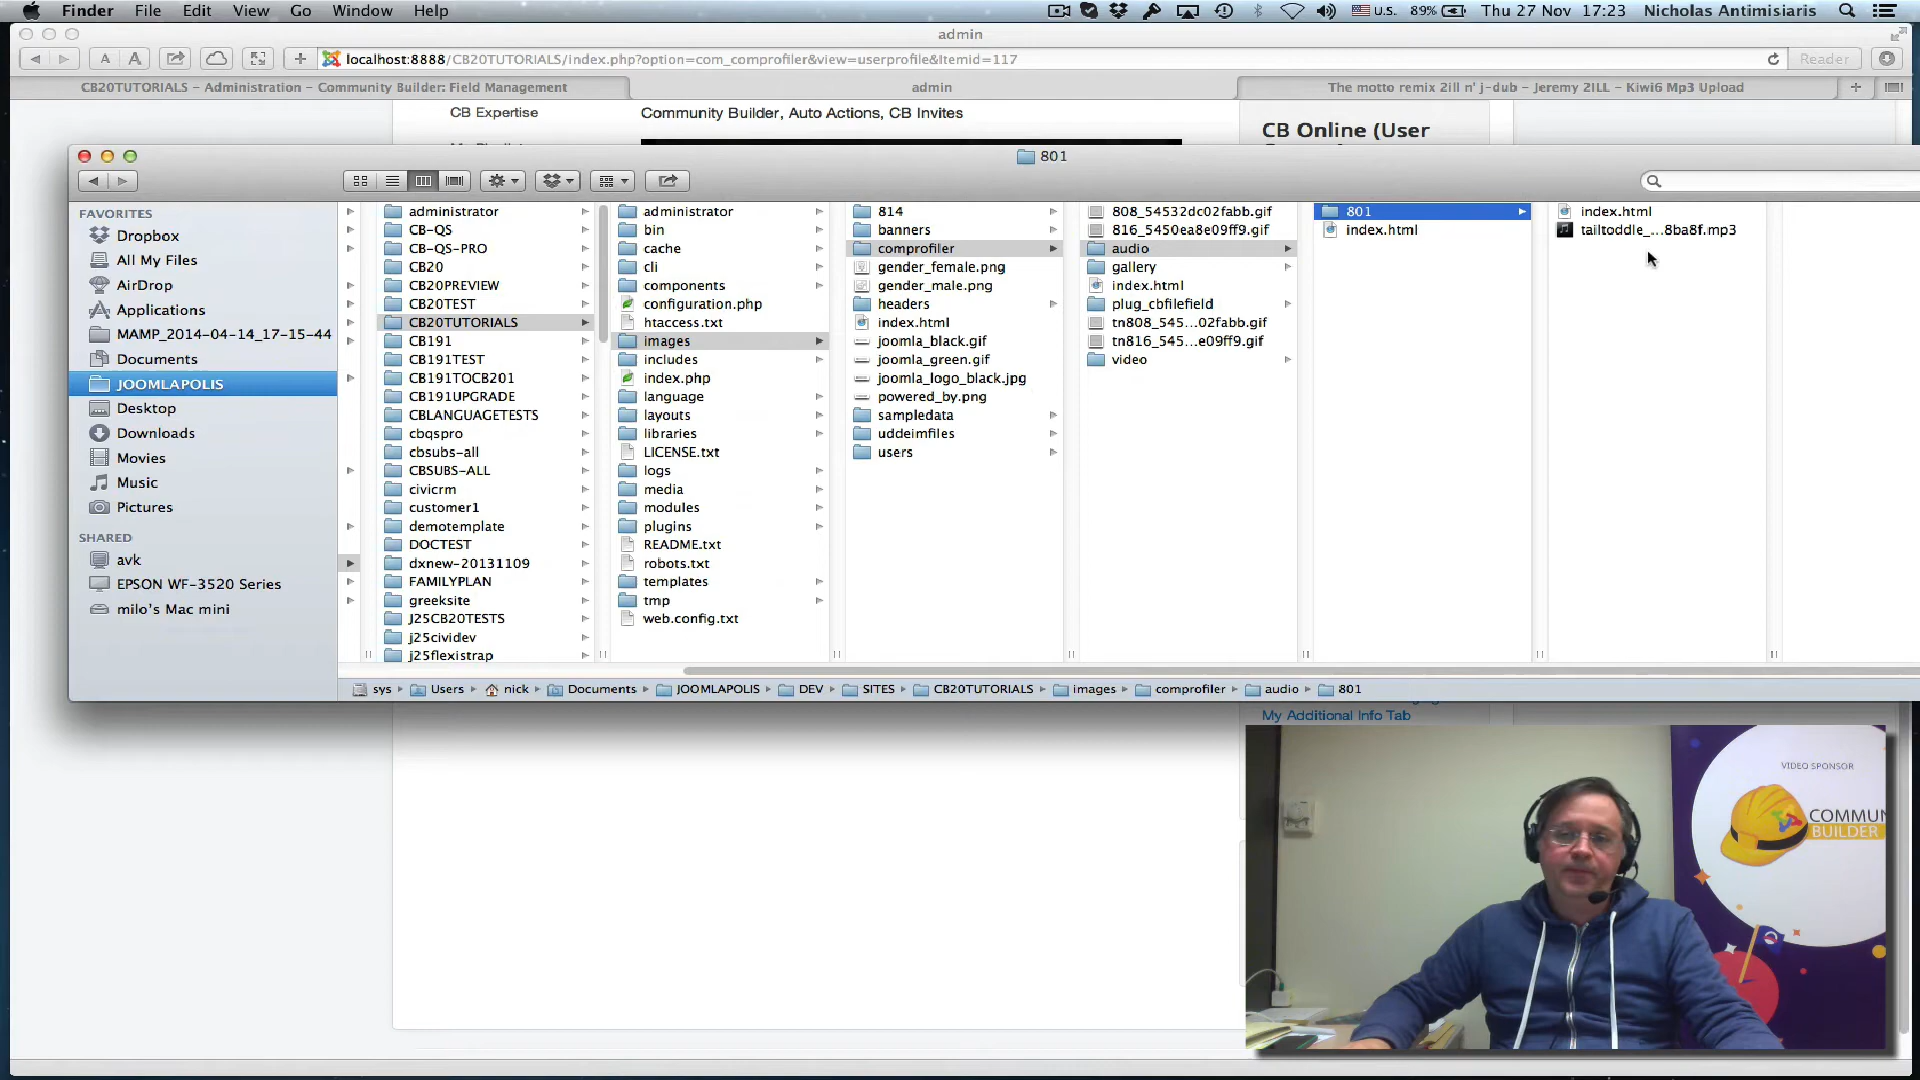 Finder File Edit View Go Window Help U.S. 89% Thu 27 Nov 17:23 Nicholas Antimisiaris
admin
localhost:8888/CB20TUTORIALS/index.php?option=com_comprofiler&view=userprofile&Itemid=117
Reader
CB20TUTORIALS – Administration – Community Builder: Field Management
admin
The motto remix 2ill n' j-dub – Jeremy 2ILL – Kiwi6 Mp3 Upload
CB Expertise
Community Builder, Auto Actions, CB Invites
CB Online (User
801
FAVORITES
Dropbox
All My Files
AirDrop
Applications
MAMP_2014-04-14_17-15-44
Documents
JOOMLAPOLIS
Desktop
Downloads
Movies
Music
Pictures
SHARED
avk
EPSON WF-3520 Series
milo's Mac mini
administrator
CB-QS
CB-QS-PRO
CB20
CB20PREVIEW
CB20TEST
CB20TUTORIALS
CB191
CB191TEST
CB191TOCB201
CB191UPGRADE
CBLANGUAGETESTS
cbqspro
cbsubs-all
CBSUBS-ALL
civicrm
customer1
demotemplate
DOCTEST
dxnew-20131109
FAMILYPLAN
greeksite
J25CB20TESTS
j25cividev
j25flexistrap
administrator
bin
cache
cli
components
configuration.php
htaccess.txt
images
includes
index.php
language
layouts
libraries
LICENSE.txt
logs
media
modules
plugins
README.txt
robots.txt
templates
tmp
web.config.txt
814
banners
comprofiler
gender_female.png
gender_male.png
headers
index.html
joomla_black.gif
joomla_green.gif
joomla_logo_black.jpg
powered_by.png
sampledata
uddeimfiles
users
808_54532dc02fabb.gif
816_5450ea8e09ff9.gif
audio
gallery
index.html
plug_cbfilefield
tn808_545...02fabb.gif
tn816_545...e09ff9.gif
video
801
index.html
index.html
tailtoddle_...8ba8f.mp3
sys Users nick Documents JOOMLAPOLIS DEV SITES CB20TUTORIALS images comprofiler audio 801
My Additional Info Tab
VIDEO SPONSOR
COMMUN
BUILDER